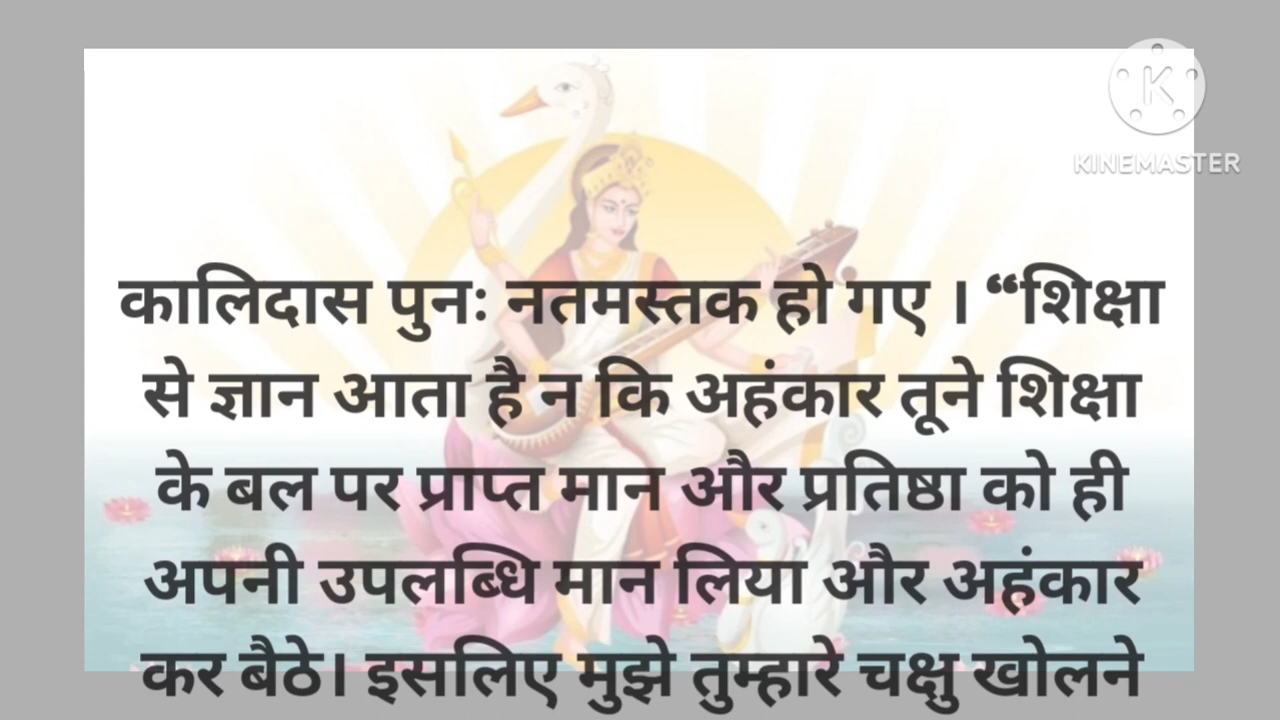 KINEMASTER
कालिदास पुनः नतमस्तक हो गए । “शिक्षा
से ज्ञान आता है न कि अहंकार तूने शिक्षा
के बल पर प्राप्त मान और प्रतिष्ठा को ही
अपनी उपलब्धि मान लिया और अहंकार
कर बैठे। इसलिए मुझे तुम्हारे चक्षु खोलने